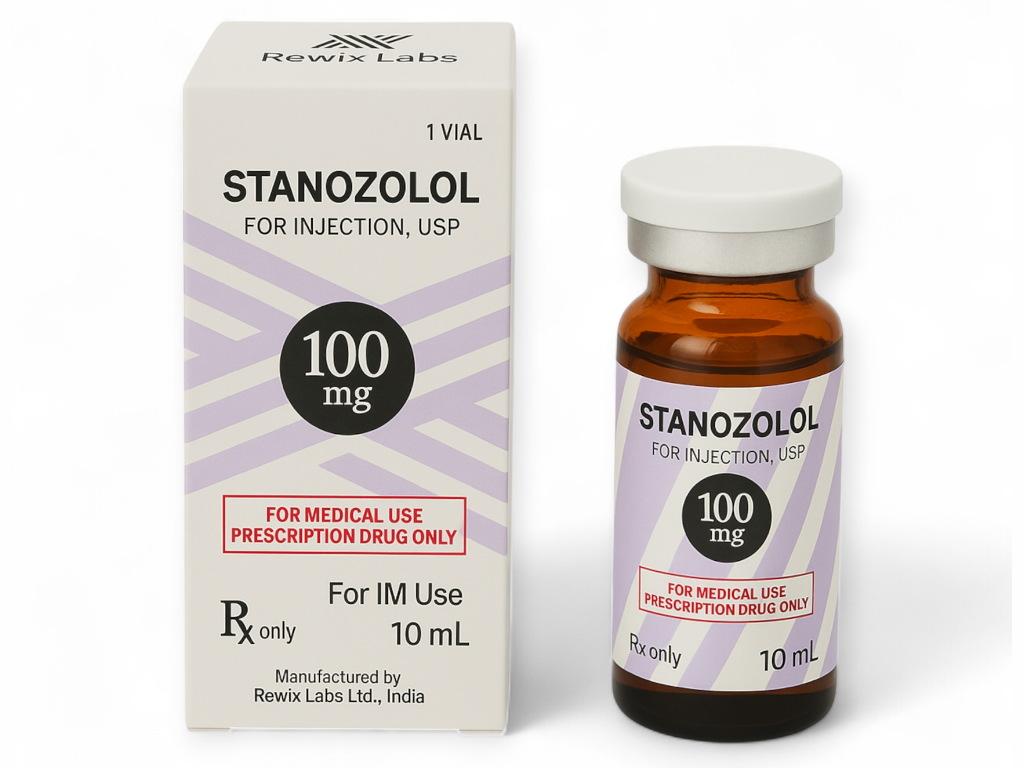 Rewix Labs
1 VIAL
STANOZOLOL
FOR INJECTION, USP
100
mg
FOR MEDICAL USE
PRESCRIPTION DRUG ONLY
For IM Use
Rx only
10 mL
Manufactured by
Rewix Labs Ltd., India
STANOZOLOL
FOR INJECTION, USP
100
mg
FOR MEDICAL USE
PRESCRIPTION DRUG ONLY
Rx only
10 mL